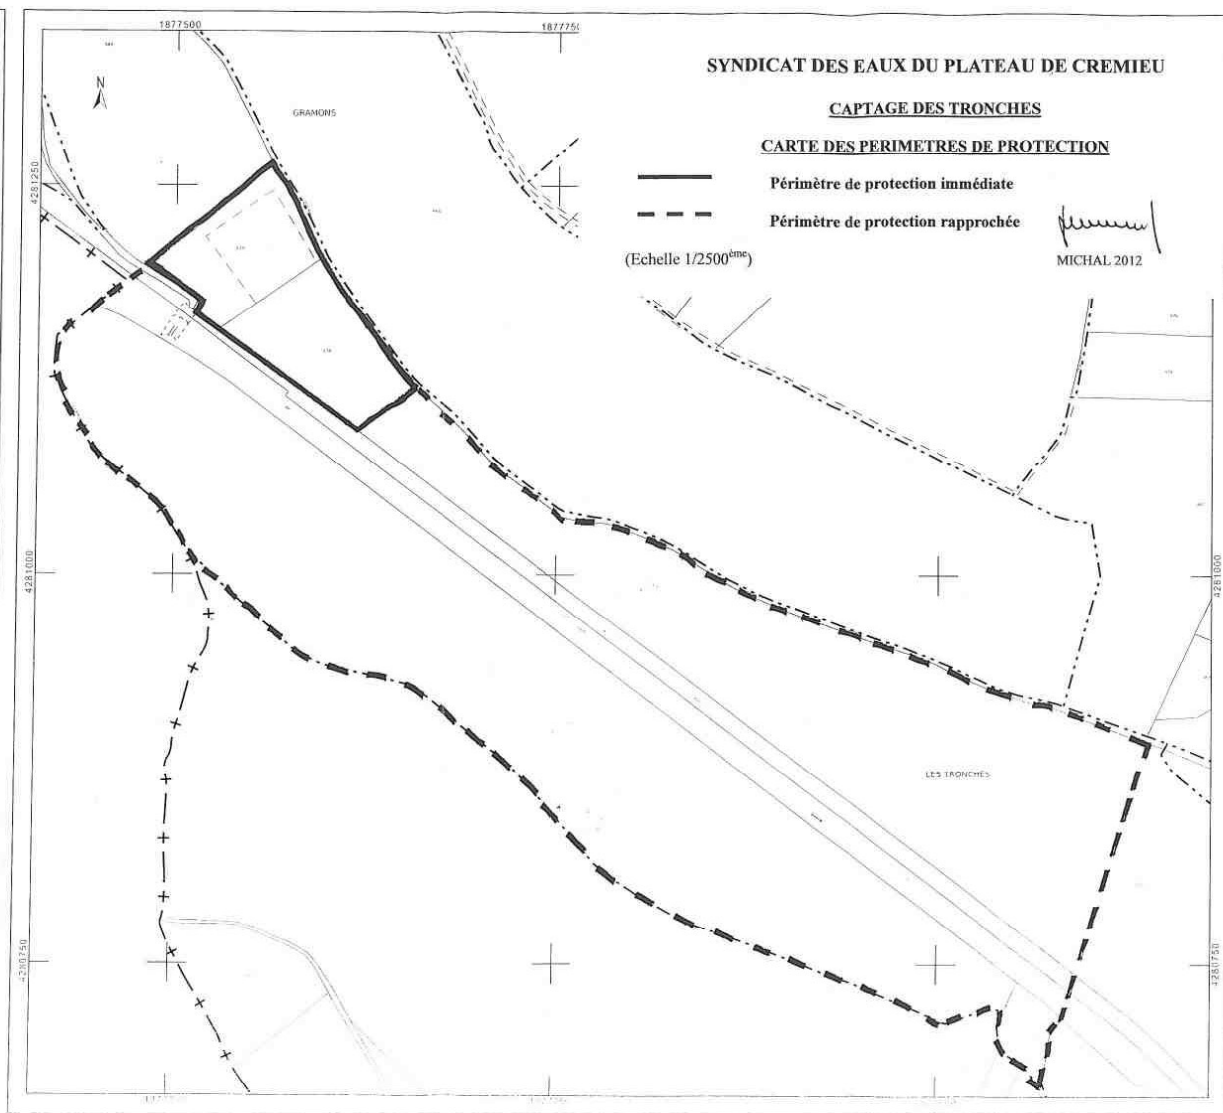 1877500
SYNDICAT DES EAUX DU PLATEAU DE CREMIEU
CAPTAGE DES TRONCHES
CARTE DES PERIMETRES DE PROTECTION
Périmètre de protection immédiate
Périmètre de protection rapprochée
(Echelle 1/2500ème)
MICHAL 2012
N
GRAMONS
4281250
4281000
4281000
LES TRONCHES
4280750
4280750